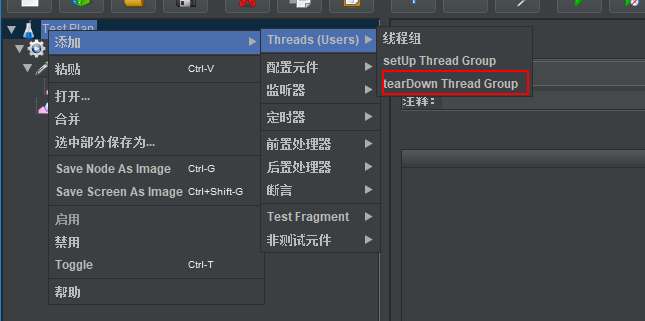 Test Plan
添加
粘贴 Ctrl-V
打开...
合并
选中部分保存为...
Save Node As Image Ctrl-G
Save Screen As Image Ctrl+Shift-G
启用
禁用
Toggle Ctrl-T
帮助
Threads (Users)
配置元件
监听器
定时器
前置处理器
后置处理器
断言
Test Fragment
非测试元件
线程组
setUp Thread Group
tearDown Thread Group
注释: